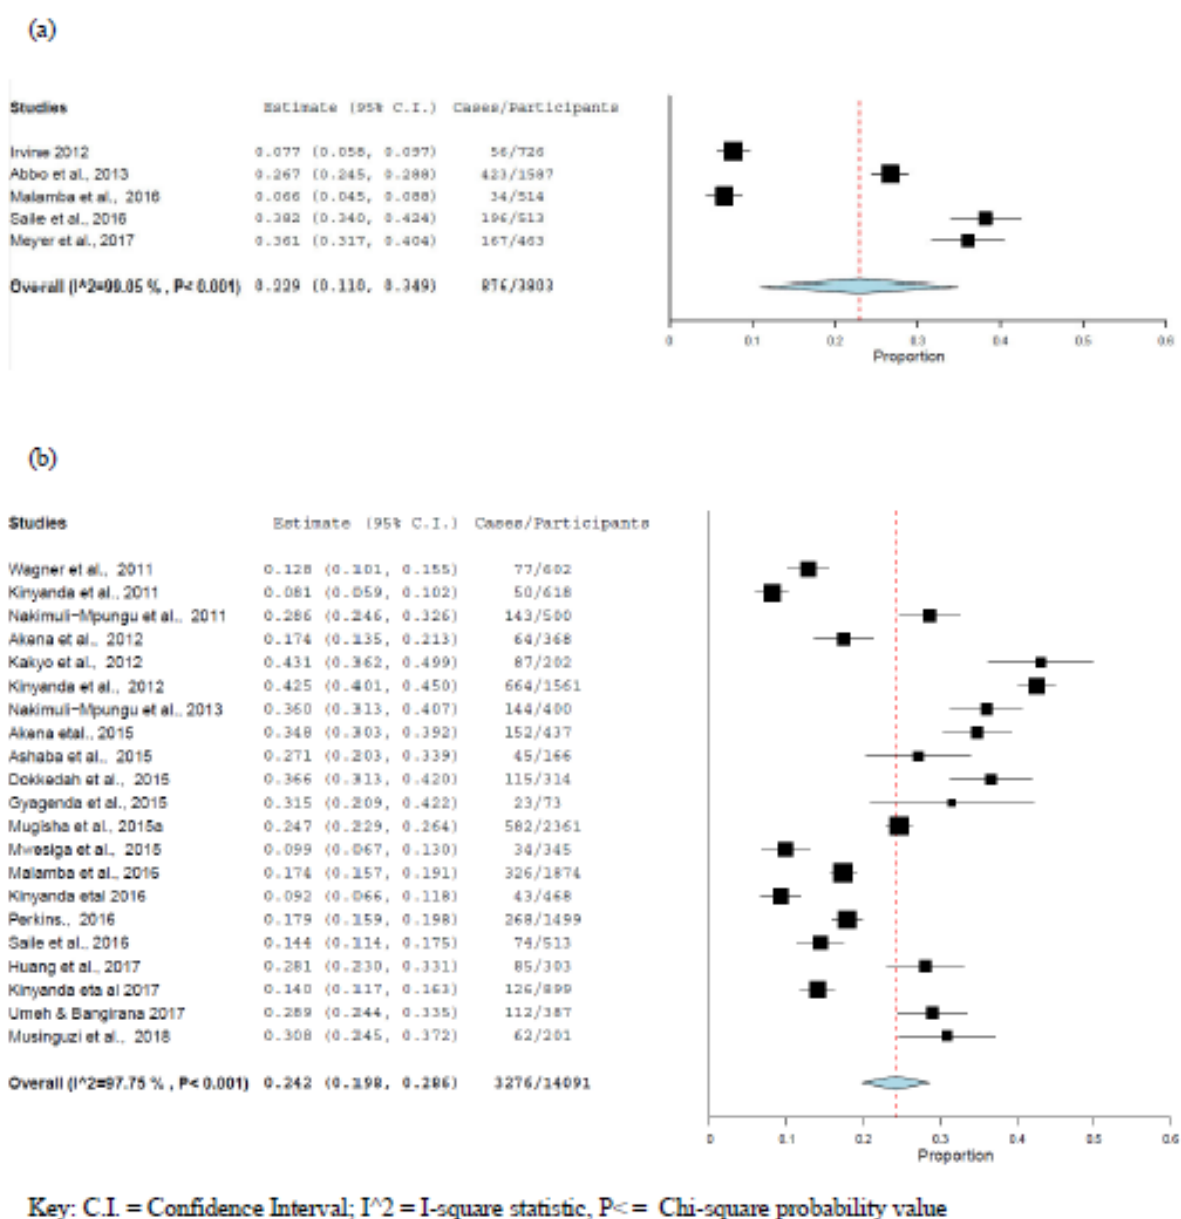 (a)
Studies Estimate (95% C.I.) Cases/Participants
Irvine 2012 0.077 (0.058, 0.097) 56/726
Abbo et al., 2013 0.267 (0.245, 0.288) 423/1587
Malamba et al., 2016 0.066 (0.045, 0.088) 34/514
Saile et al., 2016 0.382 (0.340, 0.424) 196/513
Meyer et al., 2017 0.361 (0.317, 0.404) 167/463
Overall (I^2=99.05 % , P< 0.001) 0.229 (0.110, 0.349) 876/3803
0 0.1 0.2 0.3 0.4 0.5 0.6
Proportion
(b)
Studies Estimate (95% C.I.) Cases/Participants
Wagner et al., 2011 0.128 (0.101, 0.155) 77/602
Kinyanda et al., 2011 0.081 (0.059, 0.102) 50/618
Nakimuli-Mpungu et al., 2011 0.286 (0.246, 0.326) 143/500
Akena et al., 2012 0.174 (0.135, 0.213) 64/368
Kakyo et al., 2012 0.431 (0.362, 0.499) 87/202
Kinyanda et al., 2012 0.425 (0.401, 0.450) 664/1561
Nakimuli-Mpungu et al., 2013 0.360 (0.313, 0.407) 144/400
Akena etal., 2015 0.348 (0.303, 0.392) 152/437
Ashaba et al., 2015 0.271 (0.203, 0.339) 45/166
Dokkedah et al., 2015 0.366 (0.313, 0.420) 115/314
Gyagenda et al., 2015 0.315 (0.209, 0.422) 23/73
Mugisha et al., 2015a 0.247 (0.229, 0.264) 582/2361
Mwesiga et al., 2015 0.099 (0.067, 0.130) 34/345
Malamba et al., 2016 0.174 (0.157, 0.191) 326/1874
Kinyanda etal 2016 0.092 (0.066, 0.118) 43/468
Perkins., 2016 0.179 (0.159, 0.198) 268/1499
Saile et al., 2016 0.144 (0.114, 0.175) 74/513
Huang et al., 2017 0.281 (0.230, 0.331) 85/303
Kinyanda eta al 2017 0.140 (0.117, 0.163) 126/899
Umeh & Bangirana 2017 0.289 (0.244, 0.335) 112/387
Musinguzi et al., 2018 0.308 (0.245, 0.372) 62/201
Overall (I^2=97.75 % , P< 0.001) 0.242 (0.198, 0.286) 3276/14091
0 0.1 0.2 0.3 0.4 0.5 0.6
Proportion
Key: C.I. = Confidence Interval; I^2 = I-square statistic, P< = Chi-square probability value